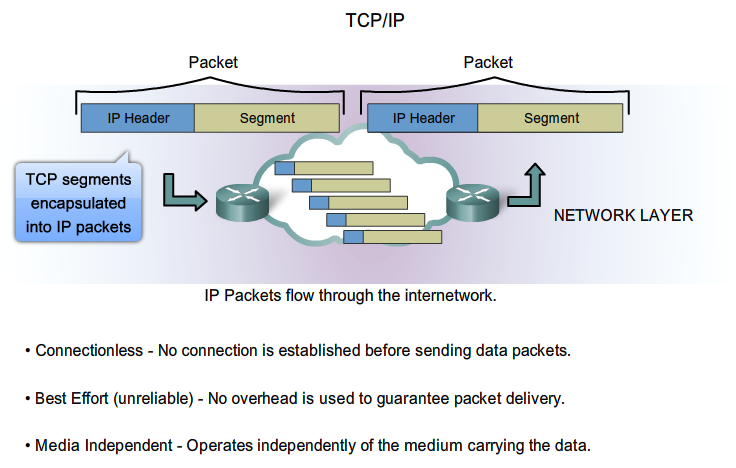 TCP/IP
Packet
Packet
IP Header
Segment
IP Header
Segment
TCP segments
encapsulated
into IP packets
NETWORK LAYER
IP Packets flow through the internetwork.
• Connectionless - No connection is established before sending data packets.
• Best Effort (unreliable) - No overhead is used to guarantee packet delivery.
• Media Independent - Operates independently of the medium carrying the data.